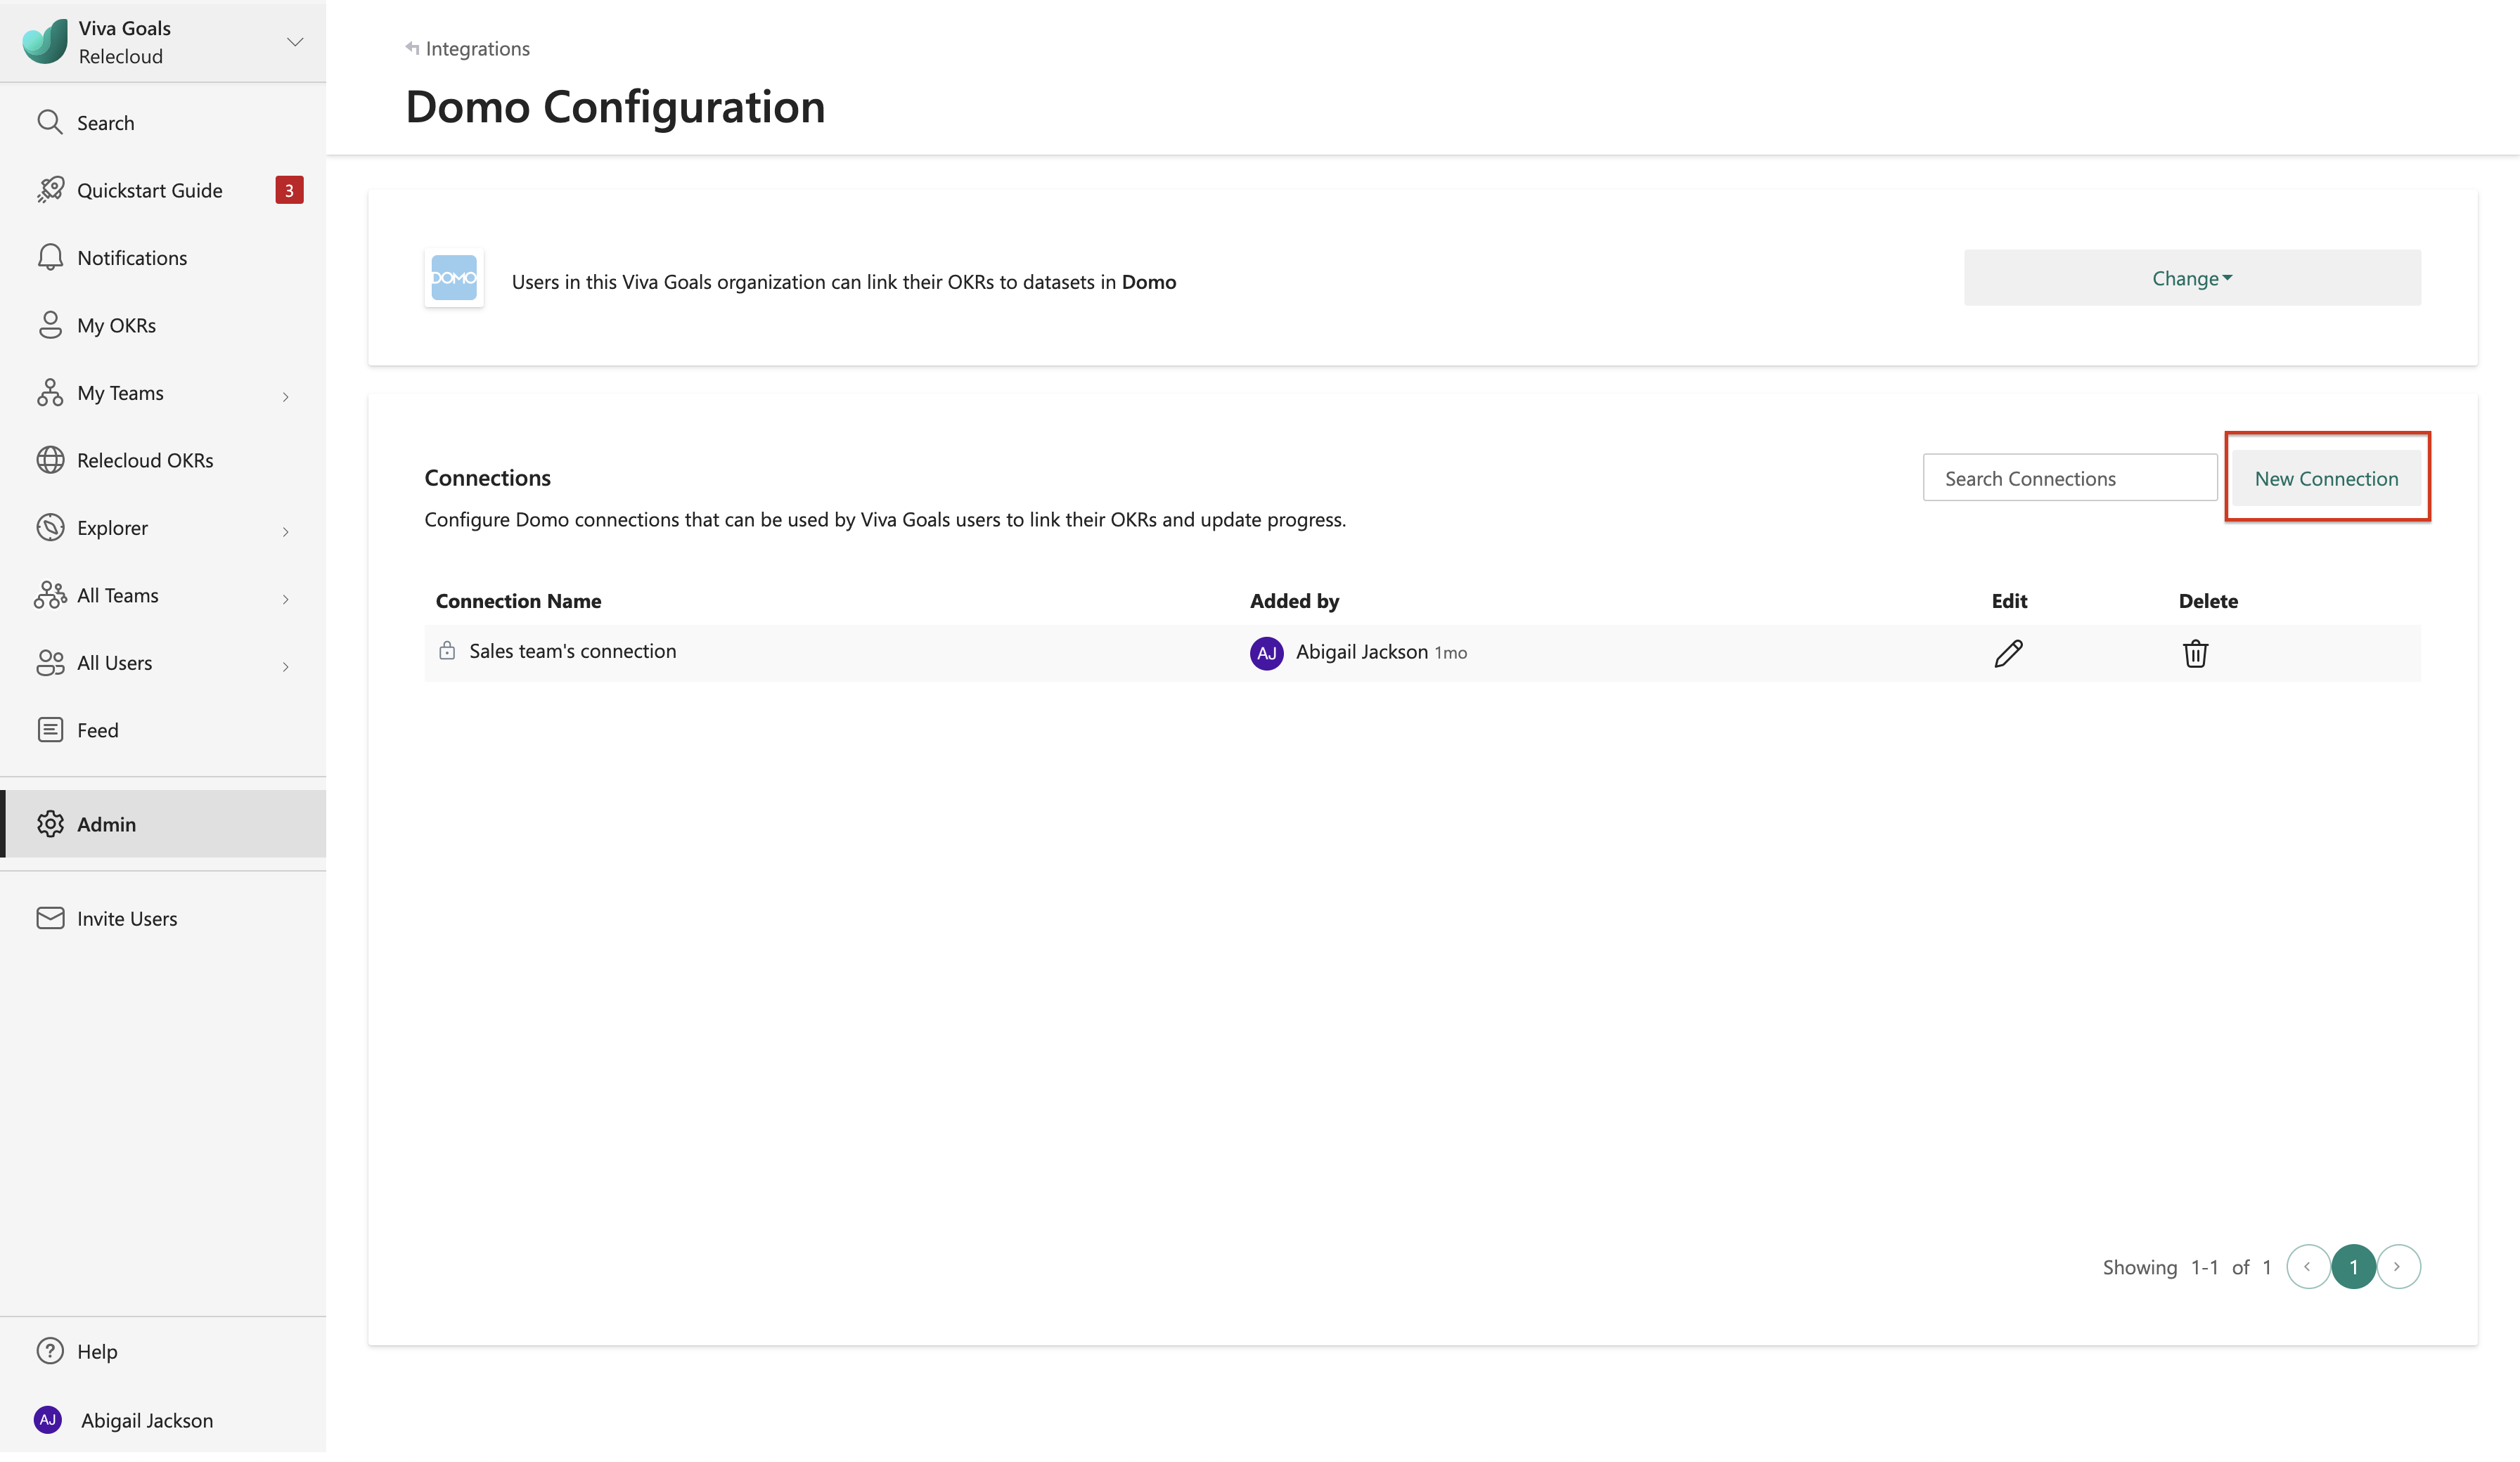 Viva Goals
Relecloud
Search
Quickstart Guide 3
Notifications
My OKRs
My Teams
Relecloud OKRs
Explorer
All Teams
All Users
Feed
Admin
Invite Users
Help
AJ Abigail Jackson
Integrations
Domo Configuration
DOMO
Users in this Viva Goals organization can link their OKRs to datasets in Domo
Change
Connections
Search Connections
New Connection
Configure Domo connections that can be used by Viva Goals users to link their OKRs and update progress.
Connection Name Added by Edit Delete
Sales team's connection AJ Abigail Jackson 1mo
Showing 1-1 of 1 1